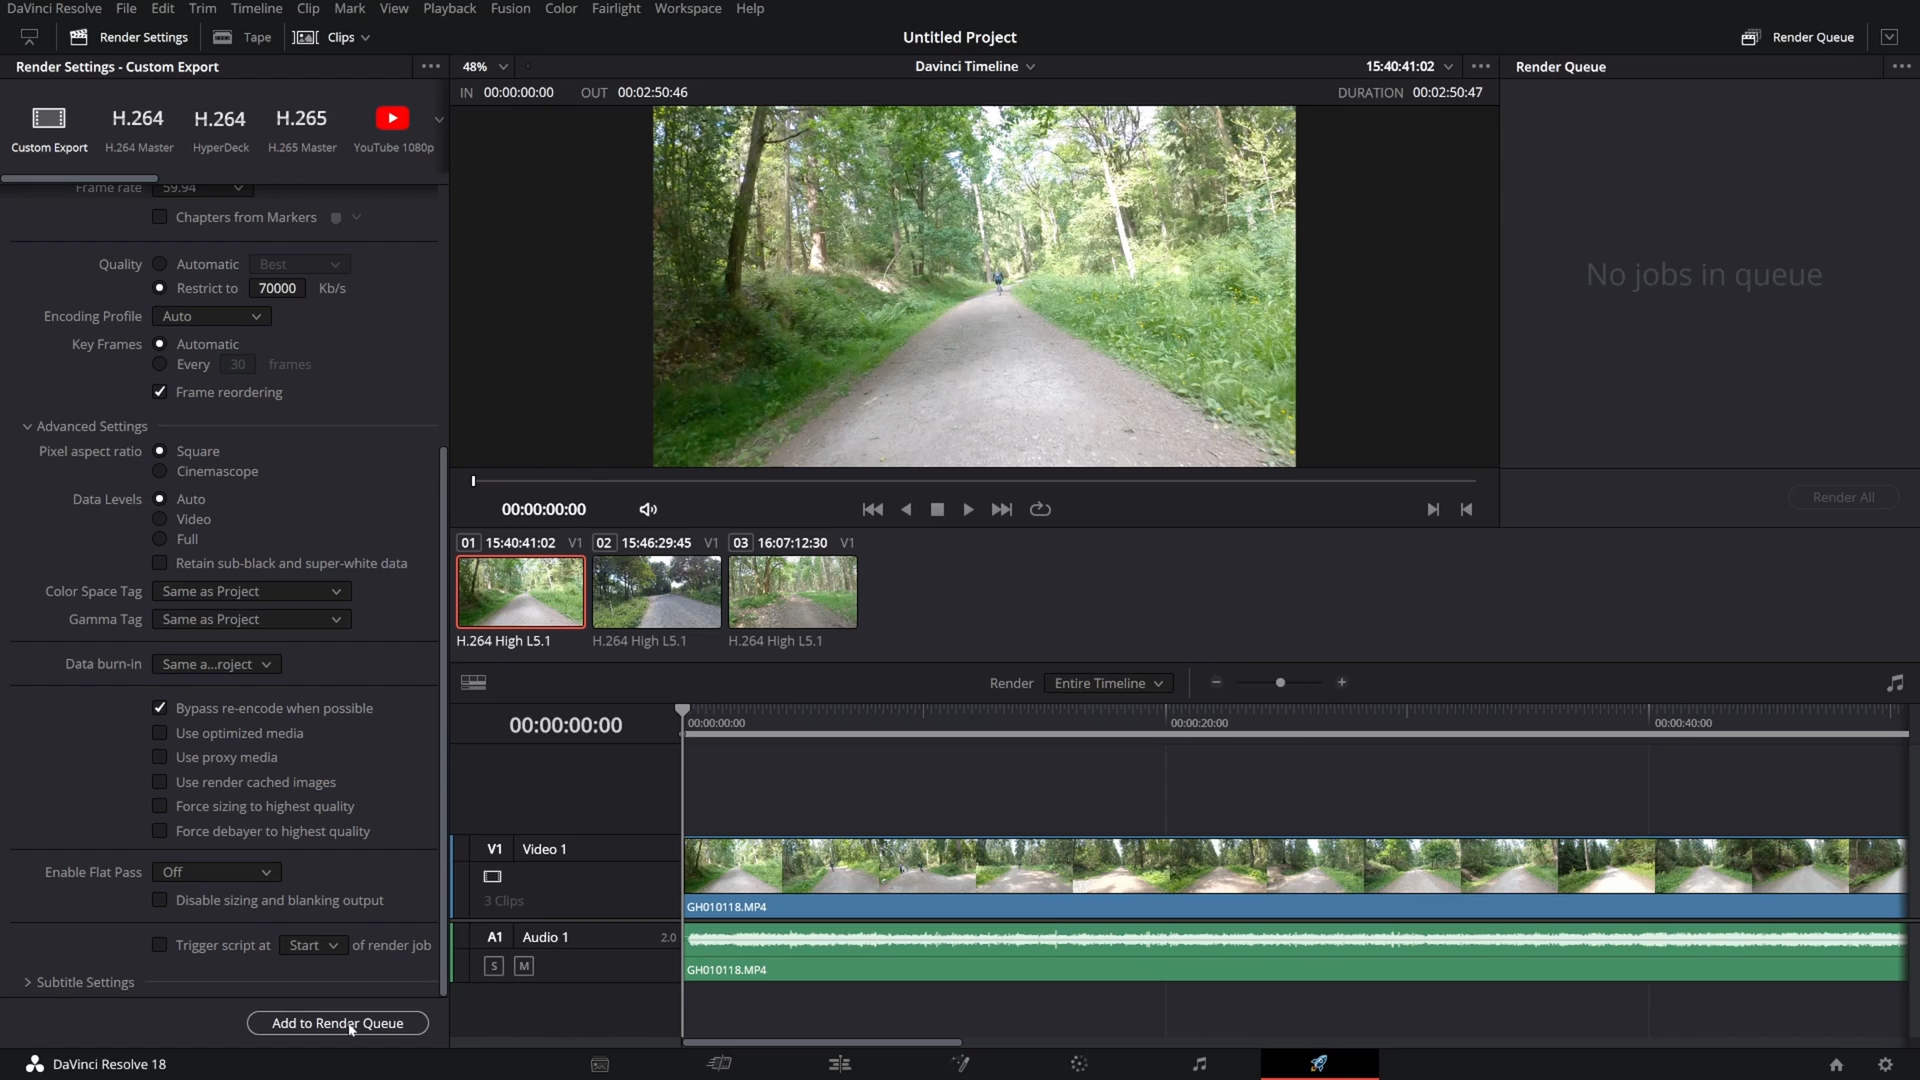 DaVinci Resolve File Edit Trim Timeline Clip Mark View Playback Fusion Color Fairlight Workspace Help
Render Settings Tape Clips Untitled Project Render Queue
Render Settings - Custom Export 48% Davinci Timeline 15:40:41:02 Render Queue
IN 00:00:00:00 OUT 00:02:50:46 DURATION 00:02:50:47
H.264 H.264 H.265
Custom Export H.264 Master HyperDeck H.265 Master YouTube 1080p
Frame rate 59.94
Chapters from Markers
Quality Automatic Best
Restrict to 70000 Kb/s
Encoding Profile Auto
Key Frames Automatic
Every 30 frames
Frame reordering
Advanced Settings
Pixel aspect ratio Square
Cinemascope
Data Levels Auto
Video
Full
Retain sub-black and super-white data
Color Space Tag Same as Project
Gamma Tag Same as Project
Data burn-in Same a...roject
Bypass re-encode when possible
Use optimized media
Use proxy media
Use render cached images
Force sizing to highest quality
Force debayer to highest quality
Enable Flat Pass Off
Disable sizing and blanking output
Trigger script at Start of render job
Subtitle Settings
Add to Render Queue
No jobs in queue
Render All
00:00:00:00
01 15:40:41:02 V1 02 15:46:29:45 V1 03 16:07:12:30 V1
H.264 High L5.1 H.264 High L5.1 H.264 High L5.1
Render Entire Timeline
00:00:00:00 00:00:00:00 00:00:20:00 00:00:40:00
V1 Video 1
3 Clips
GH010118.MP4
A1 Audio 1 2.0
S M
GH010118.MP4
DaVinci Resolve 18